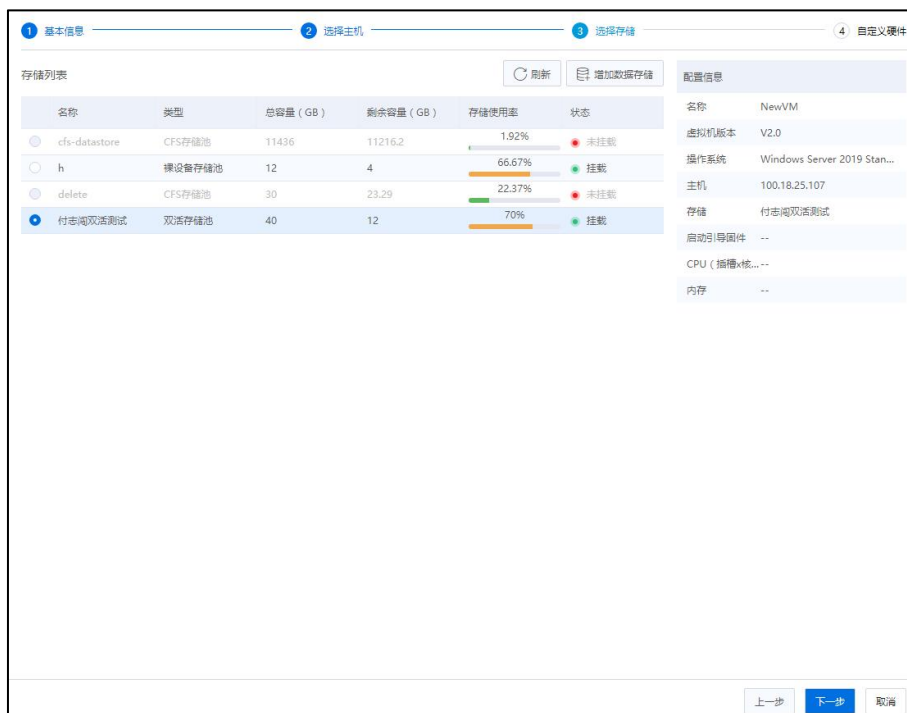 1 基本信息 2 选择主机 3 选择存储 4 自定义硬件
存储列表 刷新 增加数据存储
名称 类型 总容量（GB） 剩余容量（GB） 存储使用率 状态
cfs-datastore CFS存储池 11436 11216.2 1.92% 未挂载
h 裸设备存储池 12 4 66.67% 挂载
delete CFS存储池 30 23.29 22.37% 未挂载
付志闯双活测试 双活存储池 40 12 70% 挂载
配置信息
名称 NewVM
虚拟机版本 V2.0
操作系统 Windows Server 2019 Stan...
主机 100.18.25.107
存储 付志闯双活测试
启动引导固件 --
CPU（插槽x核... --
内存 --
上一步 下一步 取消